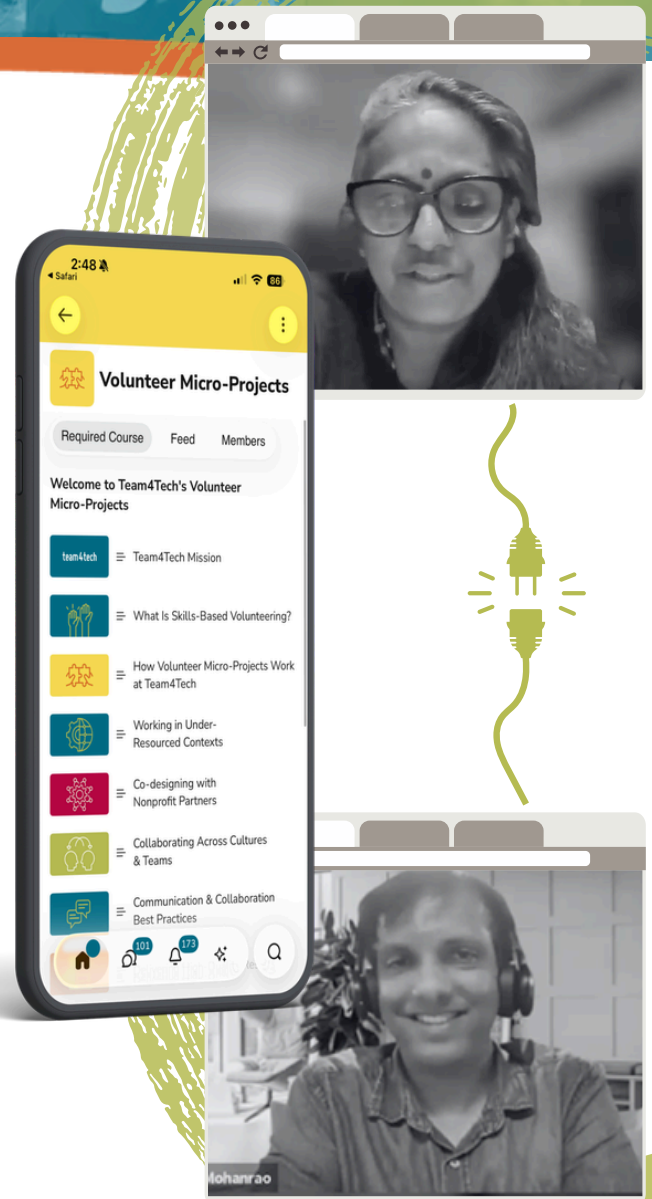 2:48
Safari
86
Volunteer Micro-Projects
Required Course Feed Members
Welcome to Team4Tech's Volunteer
Micro-Projects
team4tech
Team4Tech Mission
What Is Skills-Based Volunteering?
How Volunteer Micro-Projects Work
at Team4Tech
Working in Under-
Resourced Contexts
Co-designing with
Nonprofit Partners
Collaborating Across Cultures
& Teams
Communication & Collaboration
Best Practices
101 173
Mohanrao